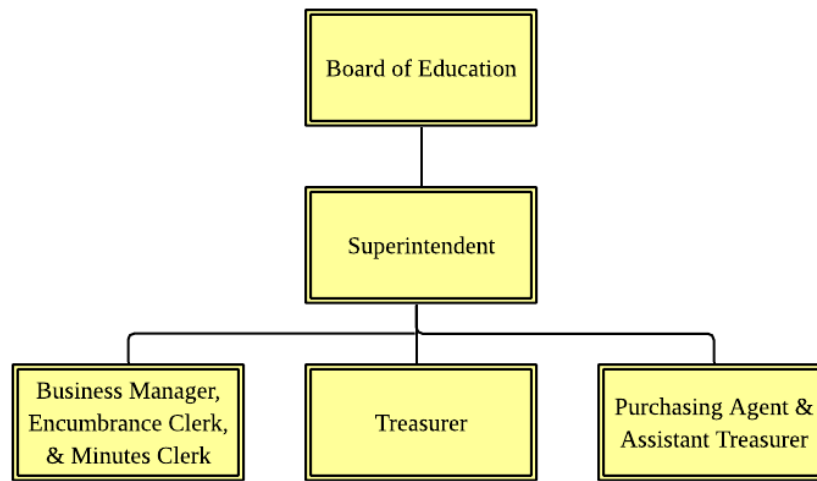 Board of Education
Superintendent
Business Manager,
Encumbrance Clerk,
& Minutes Clerk
Treasurer
Purchasing Agent &
Assistant Treasurer